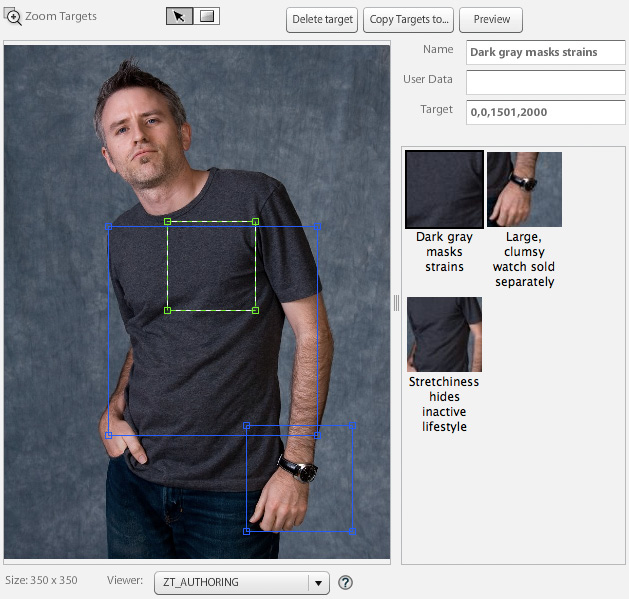 Zoom Targets
Delete target
Copy Targets to...
Preview
Name
Dark gray masks strains
User Data
Target
0,0,1501,2000
Dark gray
masks
strains
Large,
clumsy
watch sold
separately
Stretchiness
hides
inactive
lifestyle
Size: 350 x 350
Viewer:
ZT_AUTHORING
?